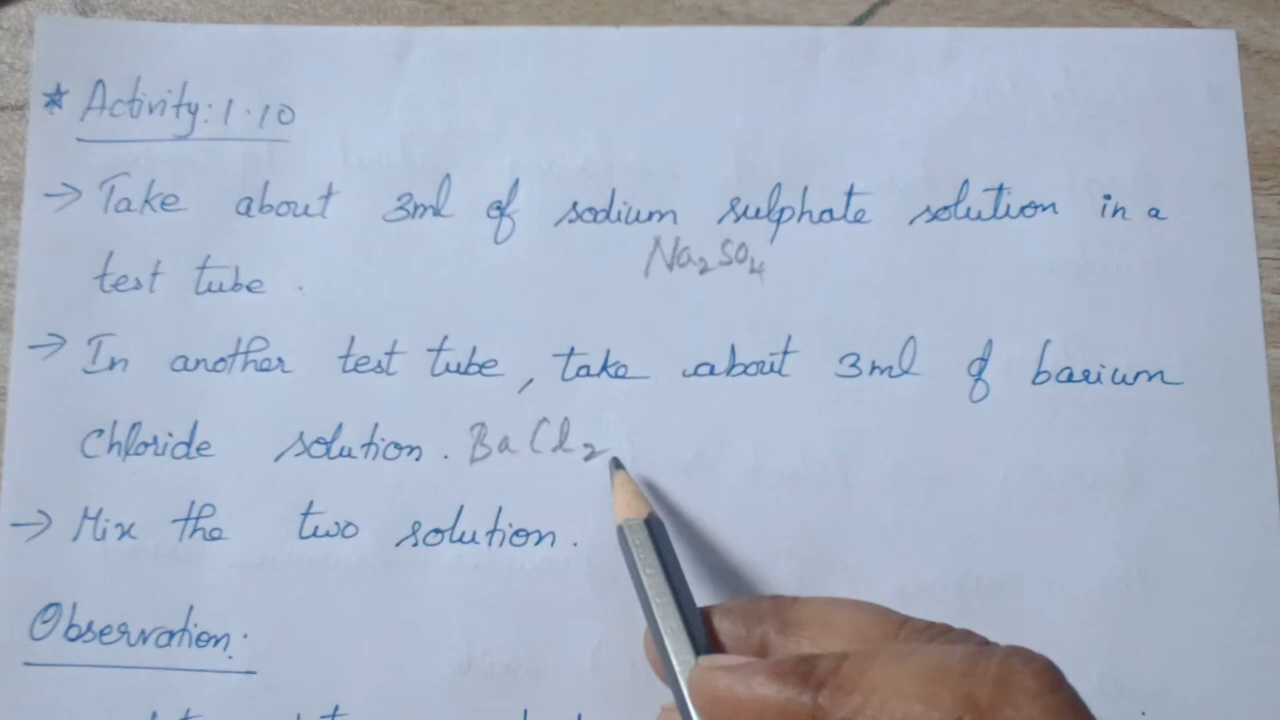 * Activity: 1.10
→ Take about 3ml of sodium sulphate solution in a
Na₂SO₄
test tube.
→ In another test tube, take about 3ml of barium
Chloride solution. BaCl₂
→ Mix the two solution.
Observation: